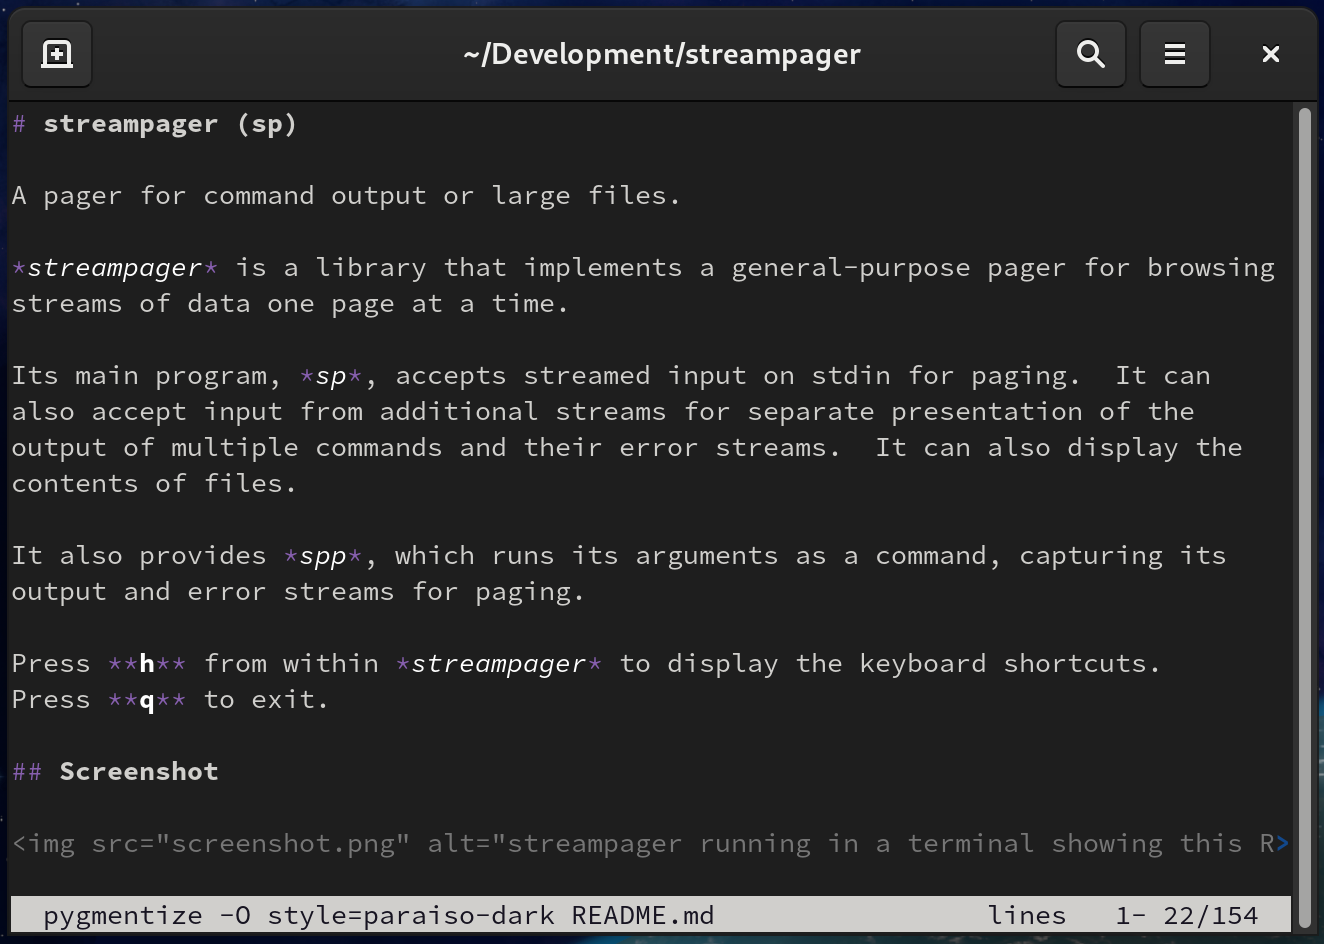 ~/Development/streampager
# streampager (sp)
A pager for command output or large files.
*streampager* is a library that implements a general-purpose pager for browsing
streams of data one page at a time.
Its main program, *sp*, accepts streamed input on stdin for paging.  It can
also accept input from additional streams for separate presentation of the
output of multiple commands and their error streams.  It can also display the
contents of files.
It also provides *spp*, which runs its arguments as a command, capturing its
output and error streams for paging.
Press **h** from within *streampager* to display the keyboard shortcuts.
Press **q** to exit.
## Screenshot
<img src="screenshot.png" alt="streampager running in a terminal showing this R>
pygmentize -O style=paraiso-dark README.md lines 1- 22/154